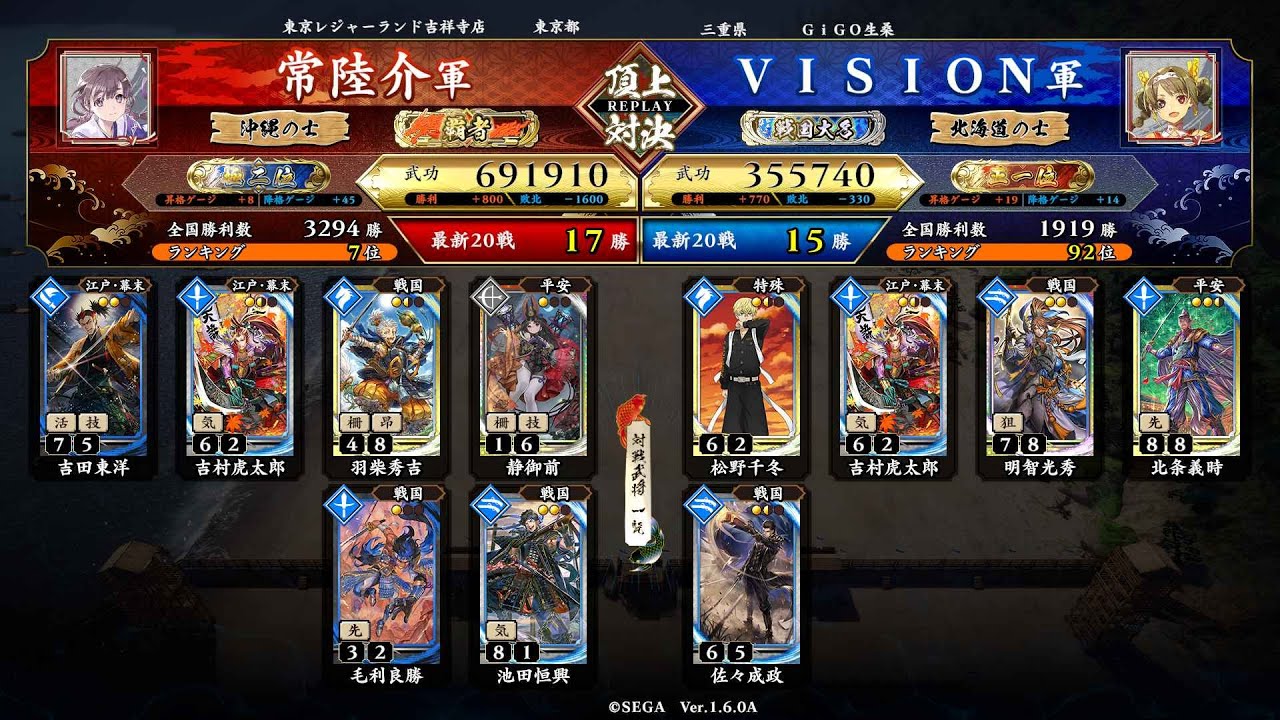 東京レジャーランド吉祥寺店 東京都
三重県 GiGO生桑
常陸介軍
頂上
REPLAY
対決
VISION軍
沖縄の士
覇者
戦国大名
北海道の士
二位
武功 691910
勝利 +800 敗北 -1600
武功 355740
勝利 +770 敗北 -330
一位
昇格ゲージ +8 降格ゲージ +45
昇格ゲージ +19 降格ゲージ +14
全国勝利数 3294勝
ランキング 7位
最新20戦 17勝
最新20戦 15勝
全国勝利数 1919勝
ランキング 92位
江戸・幕末
活 技
7 5
吉田東洋
江戸・幕末
気
6 2
吉村虎太郎
戦国
柵 昂
4 8
羽柴秀吉
平安
柵 技
1 6
静御前
対戦武将一覧
特殊
6 2
松野千冬
江戸・幕末
気
6 2
吉村虎太郎
戦国
狙
7 8
明智光秀
平安
先
8 8
北条義時
戦国
先
3 2
毛利良勝
戦国
気
8 1
池田恒興
戦国
6 5
佐々成政
©SEGA Ver.1.6.0A